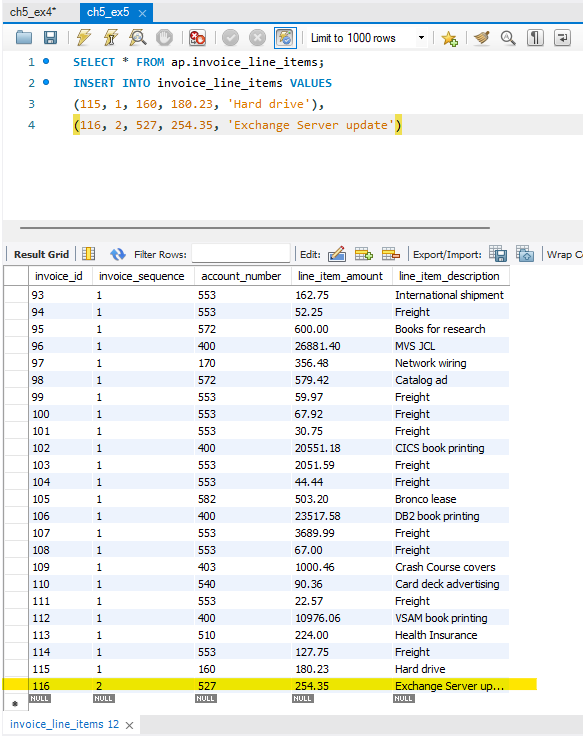 ch5_ex4* ch5_ex5
Limit to 1000 rows
1 SELECT * FROM ap.invoice_line_items;
2 INSERT INTO invoice_line_items VALUES
3 (115, 1, 160, 180.23, 'Hard drive'),
4 (116, 2, 527, 254.35, 'Exchange Server update')
Result Grid Filter Rows: Edit: Export/Import: Wrap C
invoice_id invoice_sequence account_number line_item_amount line_item_description
93 1 553 162.75 International shipment
94 1 553 52.25 Freight
95 1 572 600.00 Books for research
96 1 400 26881.40 MVS JCL
97 1 170 356.48 Network wiring
98 1 572 579.42 Catalog ad
99 1 553 59.97 Freight
100 1 553 67.92 Freight
101 1 553 30.75 Freight
102 1 400 20551.18 CICS book printing
103 1 553 2051.59 Freight
104 1 553 44.44 Freight
105 1 582 503.20 Bronco lease
106 1 400 23517.58 DB2 book printing
107 1 553 3689.99 Freight
108 1 553 67.00 Freight
109 1 403 1000.46 Crash Course covers
110 1 540 90.36 Card deck advertising
111 1 553 22.57 Freight
112 1 400 10976.06 VSAM book printing
113 1 510 224.00 Health Insurance
114 1 553 127.75 Freight
115 1 160 180.23 Hard drive
116 2 527 254.35 Exchange Server up...
* NULL NULL NULL NULL NULL
invoice_line_items 12